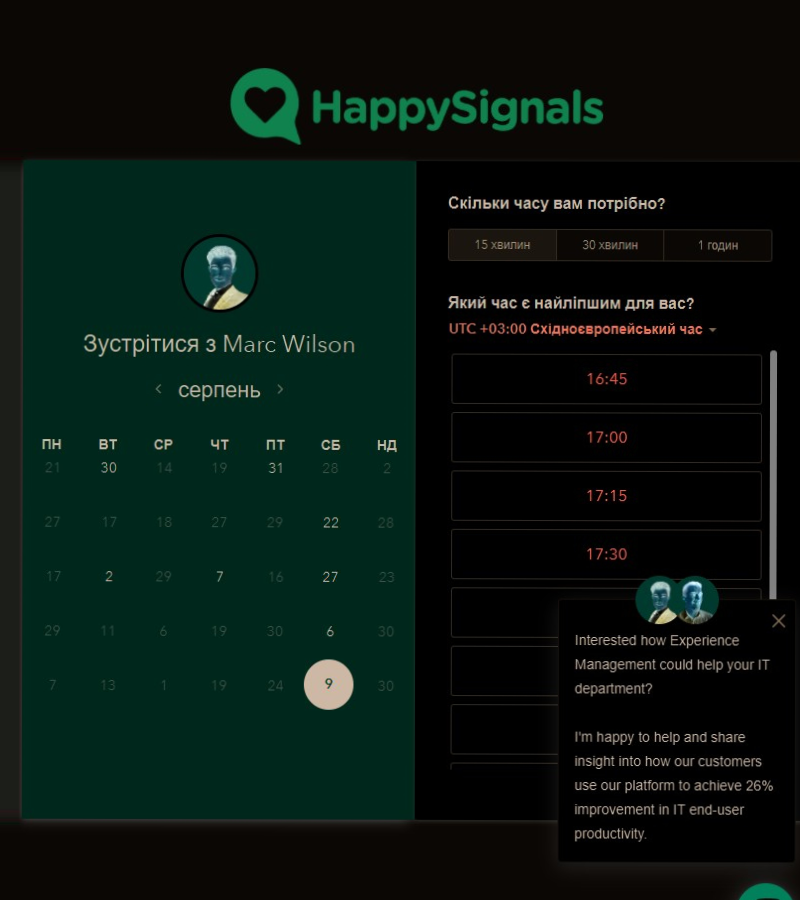 HappySignals
Зустрітися з Marc Wilson
серпень
ПН ВТ СР ЧТ ПТ СБ НД
21 30 14 19 31 28 2
27 17 18 27 29 22 28
17 2 29 7 16 27 23
29 11 6 19 30 6 30
7 13 1 19 24 9 30
Скільки часу вам потрібно?
15 хвилин 30 хвилин 1 годин
Який час є найліпшим для вас?
UTC +03:00 Східноєвропейський час
16:45
17:00
17:15
17:30
Interested how Experience
Management could help your IT
department?
I'm happy to help and share
insight into how our customers
use our platform to achieve 26%
improvement in IT end-user
productivity.